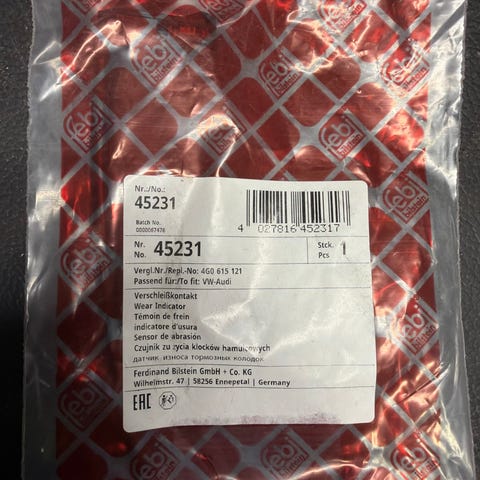 Nr./No.:
45231
Batch No.
0000067476
4 027816 452317
Nr.
No. 45231
Stck.
Pcs 1
Vergl.Nr./Repl.-No: 4G0 615 121
Passend für:/To fit: VW-Audi
Verschleißkontakt
Wear Indicator
Témoin de frein
indicatore d'usura
Sensor de abrasión
Czujnik zu życia klocków hamulcowych
датчик, износа тормозных колодок
Ferdinand Bilstein GmbH + Co. KG
Wilhelmstr. 47 | 58256 Ennepetal | Germany
EAC
febi
bilstein